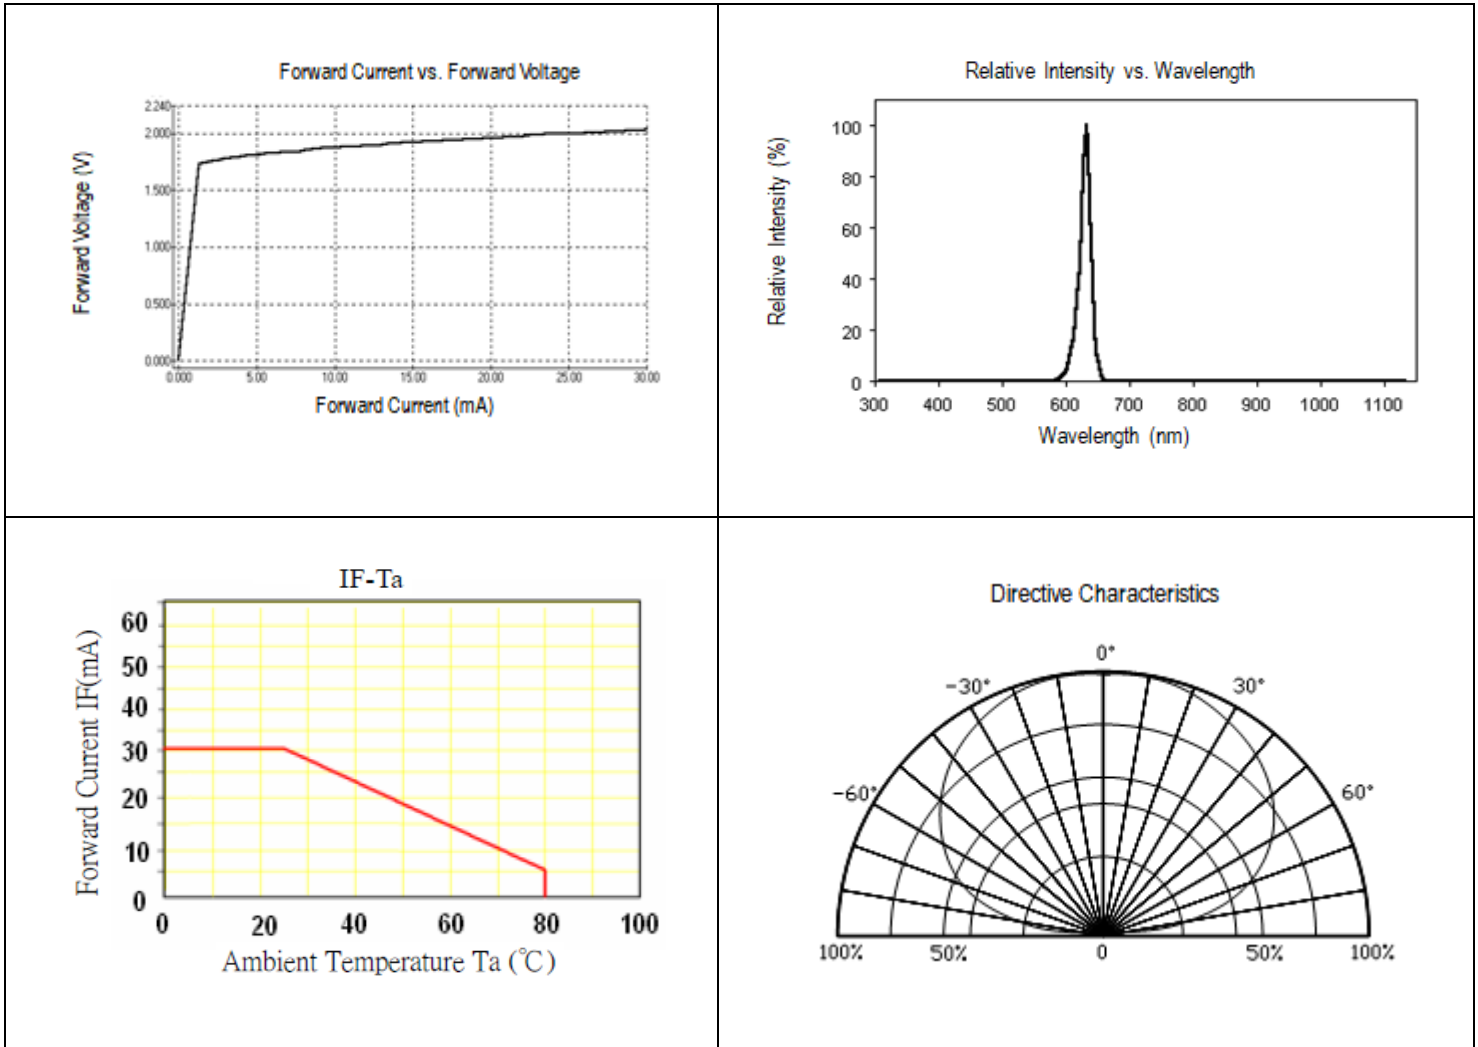 Forward Current vs. Forward Voltage
2.240
2.000
1.500
1.000
0.500
0.000
Forward Voltage (V)
0.000 5.00 10.00 15.00 20.00 25.00 30.00
Forward Current (mA)
Relative Intensity vs. Wavelength
100
80
60
40
20
0
Relative Intensity (%)
300 400 500 600 700 800 900 1000 1100
Wavelength (nm)
IF-Ta
60
50
40
30
20
10
0
Forward Current IF(mA)
0 20 40 60 80 100
Ambient Temperature Ta (℃)
Directive Characteristics
0°
-30° 30°
-60° 60°
100% 50% 0 50% 100%